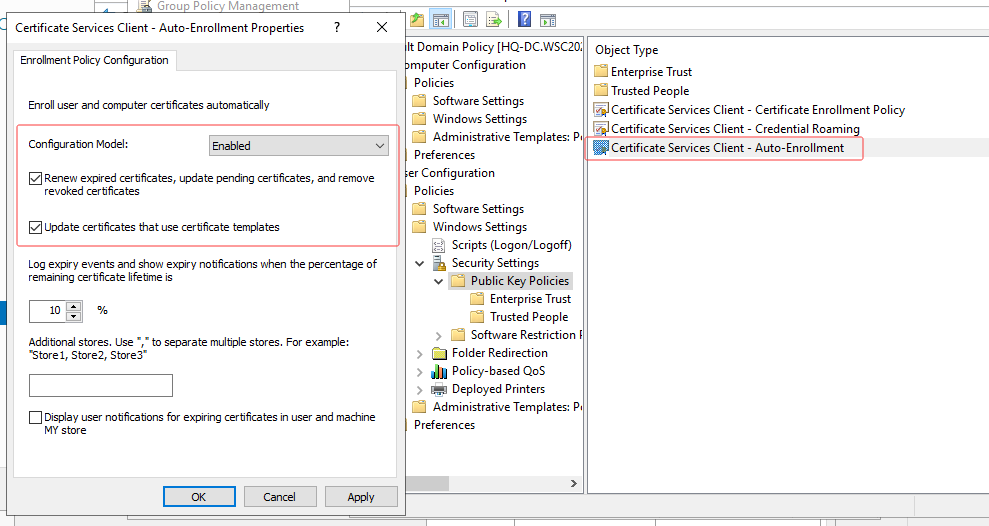 Group Policy Management
Certificate Services Client - Auto-Enrollment Properties
?
Enrollment Policy Configuration
Enroll user and computer certificates automatically
Configuration Model:
Enabled
Renew expired certificates, update pending certificates, and remove
revoked certificates
Update certificates that use certificate templates
Log expiry events and show expiry notifications when the percentage of
remaining certificate lifetime is
10
%
Additional stores. Use "," to separate multiple stores. For example:
"Store1, Store2, Store3"
Display user notifications for expiring certificates in user and machine
MY store
OK
Cancel
Apply
ult Domain Policy [HQ-DC.WSC202
omputer Configuration
Policies
Software Settings
Windows Settings
Administrative Templates: Po
Preferences
ser Configuration
Policies
Software Settings
Windows Settings
Scripts (Logon/Logoff)
Security Settings
Public Key Policies
Enterprise Trust
Trusted People
Software Restriction P
Folder Redirection
Policy-based QoS
Deployed Printers
Administrative Templates: Po
Preferences
Object Type
Enterprise Trust
Trusted People
Certificate Services Client - Certificate Enrollment Policy
Certificate Services Client - Credential Roaming
Certificate Services Client - Auto-Enrollment